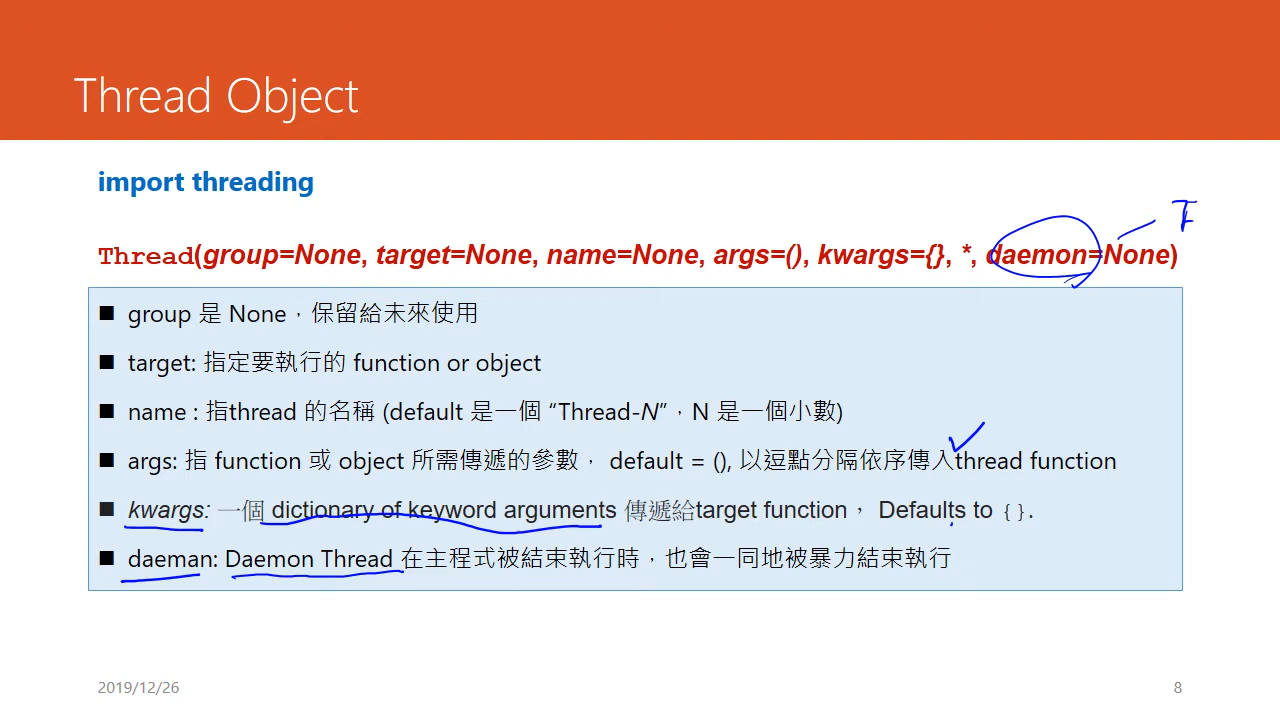 Thread Object
import threading
Thread(group=None, target=None, name=None, args=(), kwargs={}, *, daemon=None)
■ group 是 None，保留給未來使用
■ target: 指定要執行的 function or object
■ name : 指thread 的名稱 (default 是一個 “Thread-N”，N 是一個小數)
■ args: 指 function 或 object 所需傳遞的參數， default = (), 以逗點分隔依序傳入thread function
■ kwargs: 一個 dictionary of keyword arguments 傳遞給target function， Defaults to {}.
■ daeman: Daemon Thread 在主程式被結束執行時，也會一同地被暴力結束執行
2019/12/26
8